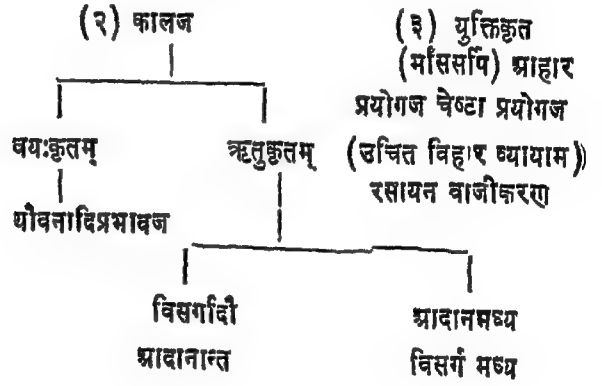 (२) कालज
(३) युक्तिकृत
(माँससर्पि) आहार
प्रयोगज चेष्टा प्रयोगज
वयःकृतम्
ऋतुकृतम्
(उचित विहार व्यायाम)
रसायन वाजीकरण
यौवनादिप्रभावज
विसर्गादौ
आदानान्त
आदानमध्य
विसर्ग मध्य